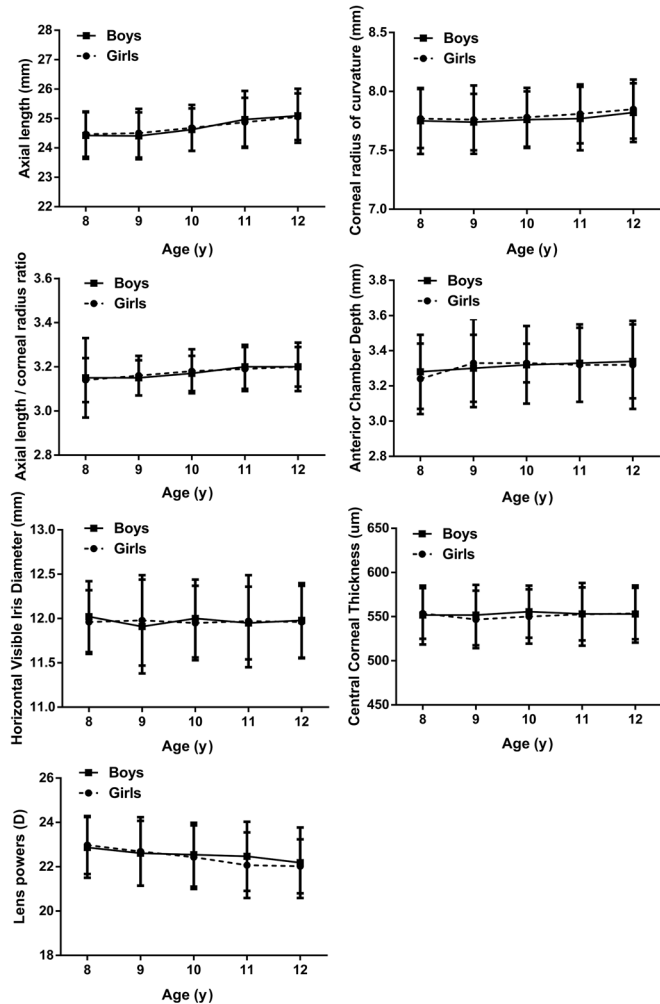 Boys
Girls
Axial length (mm)
28
27
26
25
24
23
22
8 9 10 11 12
Age (y)
Boys
Girls
Corneal radius of curvature (mm)
8.5
8.0
7.5
7.0
8 9 10 11 12
Age (y)
Boys
Girls
Axial length / corneal radius ratio
3.6
3.2
2.8
8 9 10 11 12
Age (y)
Boys
Girls
Anterior Chamber Depth (mm)
3.8
3.6
3.4
3.2
3.0
2.8
8 9 10 11 12
Age (y)
Boys
Girls
Horizontal Visible Iris Diameter (mm)
13.0
12.5
12.0
11.5
11.0
8 9 10 11 12
Age (y)
Boys
Girls
Central Corneal Thickness (um)
650
600
550
500
450
8 9 10 11 12
Age (y)
Boys
Girls
Lens powers (D)
26
24
22
20
18
8 9 10 11 12
Age (y)